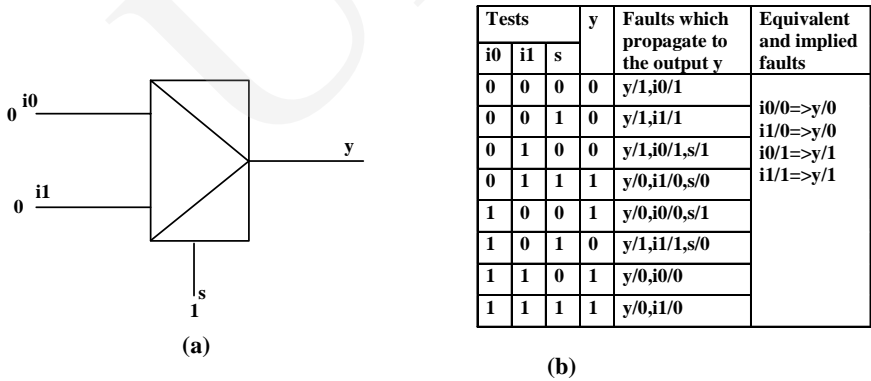 0 i0
0 i1
y
s
1
(a)
Tests y Faults which propagate to the output y Equivalent and implied faults
i0 i1 s
0 0 0 0 y/1,i0/1
0 0 1 0 y/1,i1/1
0 1 0 0 y/1,i0/1,s/1
0 1 1 1 y/0,i1/0,s/0
1 0 0 1 y/0,i0/0,s/1
1 0 1 0 y/1,i1/1,s/0
1 1 0 1 y/0,i0/0
1 1 1 1 y/0,i1/0
i0/0=>y/0
i1/0=>y/0
i0/1=>y/1
i1/1=>y/1
(b)